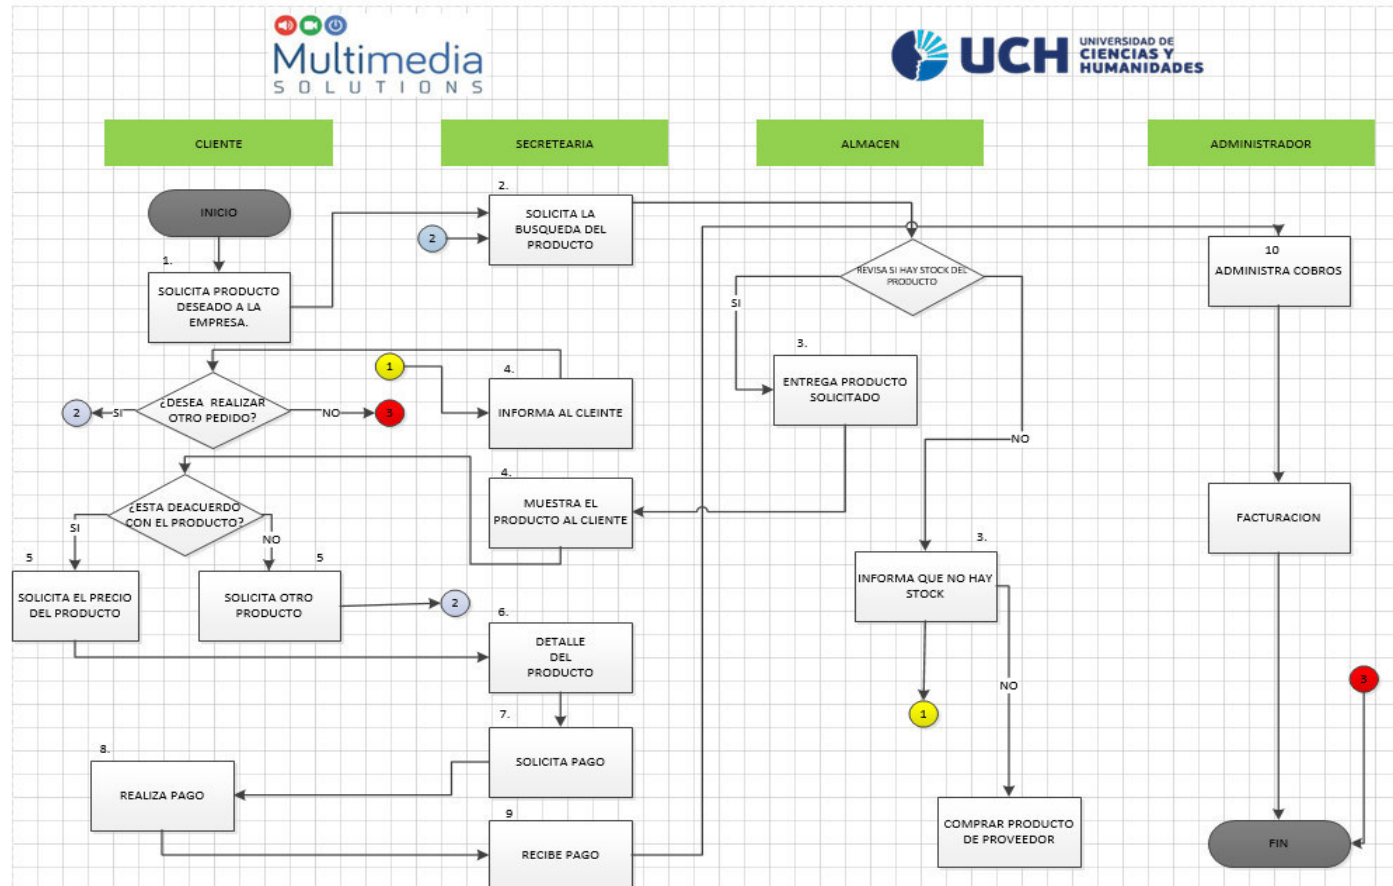 Multimedia
SOLUTIONS
UCH
UNIVERSIDAD DE
CIENCIAS Y
HUMANIDADES
CLIENTE
SECRETEARIA
ALMACEN
ADMINISTRADOR
INICIO
2.
SOLICITA LA
BUSQUEDA DEL
PRODUCTO
2
1.
SOLICITA PRODUCTO
DESEADO A LA
EMPRESA.
REVISA SI HAY STOCK DEL
PRODUCTO
SI
NO
10
ADMINISTRA COBROS
3.
ENTREGA PRODUCTO
SOLICITADO
1
4.
INFORMA AL CLEINTE
¿DESEA REALIZAR
OTRO PEDIDO?
SI
2
NO
3
4.
MUESTRA EL
PRODUCTO AL CLIENTE
¿ESTA DEACUERDO
CON EL PRODUCTO?
SI
NO
FACTURACION
5
SOLICITA EL PRECIO
DEL PRODUCTO
5
SOLICITA OTRO
PRODUCTO
2
3.
INFORMA QUE NO HAY
STOCK
NO
1
6.
DETALLE
DEL
PRODUCTO
7.
SOLICITA PAGO
8.
REALIZA PAGO
9
RECIBE PAGO
COMPRAR PRODUCTO
DE PROVEEDOR
3
FIN